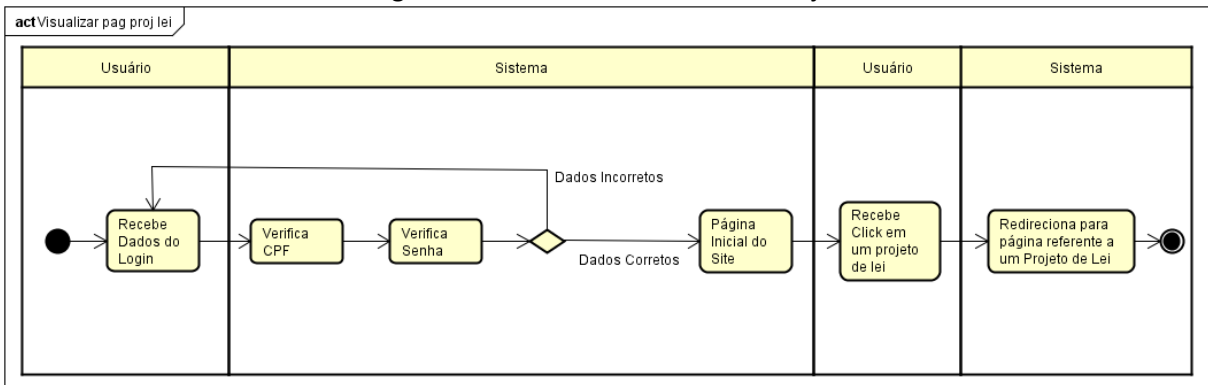 act Visualizar pag proj lei
Usuário
Sistema
Usuário
Sistema
Dados Incorretos
Recebe
Dados do
Login
Verifica
CPF
Verifica
Senha
Dados Corretos
Página
Inicial do
Site
Recebe
Click em
um projeto
de lei
Redireciona para
página referente a
um Projeto de Lei